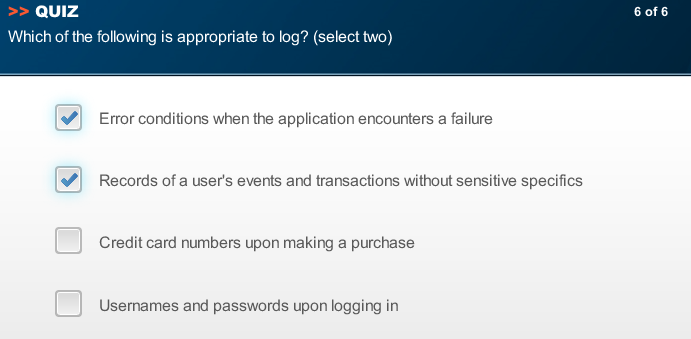 >> QUIZ 6 of 6
Which of the following is appropriate to log? (select two)
Error conditions when the application encounters a failure
Records of a user's events and transactions without sensitive specifics
Credit card numbers upon making a purchase
Usernames and passwords upon logging in